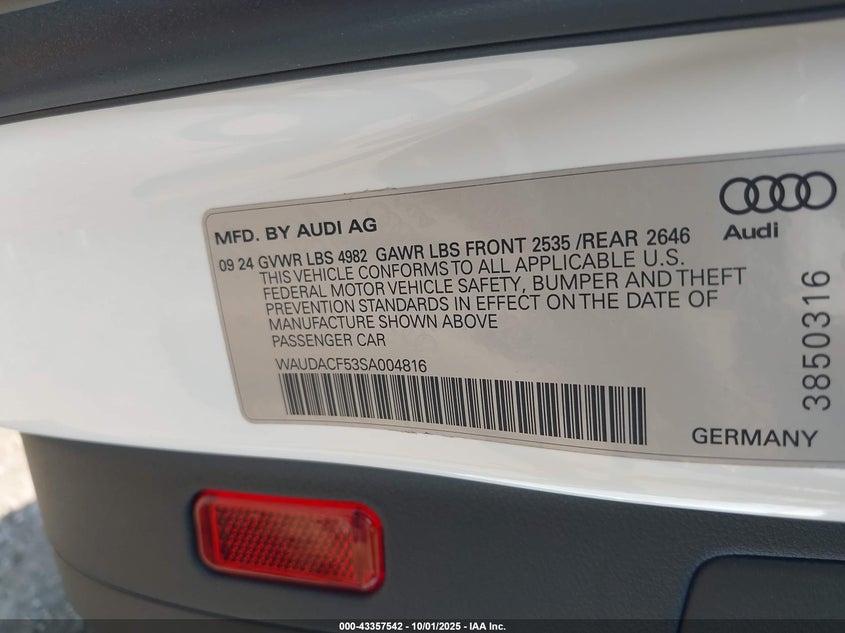 MFD. BY AUDI AG
09 24 GVWR LBS 4982 GAWR LBS FRONT 2535 /REAR 2646
THIS VEHICLE CONFORMS TO ALL APPLICABLE U.S.
FEDERAL MOTOR VEHICLE SAFETY, BUMPER AND THEFT
PREVENTION STANDARDS IN EFFECT ON THE DATE OF
MANUFACTURE SHOWN ABOVE
PASSENGER CAR
WAUDACF53SA004816
Audi
3850316
GERMANY
000-43357542 - 10/01/2025 - IAA Inc.